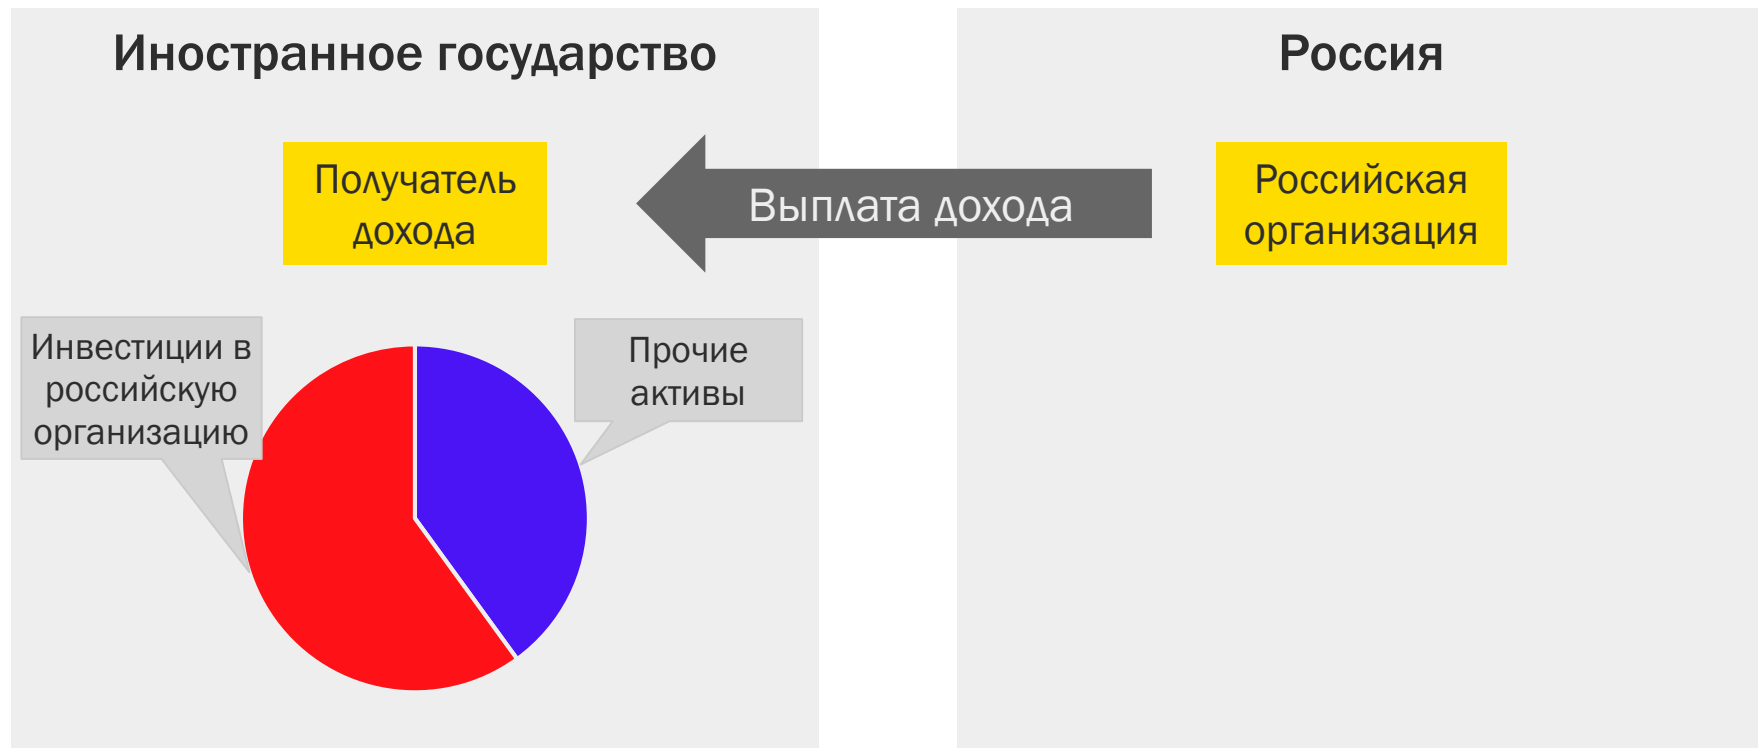 Иностранное государство
Россия
Получатель
дохода
Выплата дохода
Российская
организация
Инвестиции в
российскую
организацию
Прочие
активы